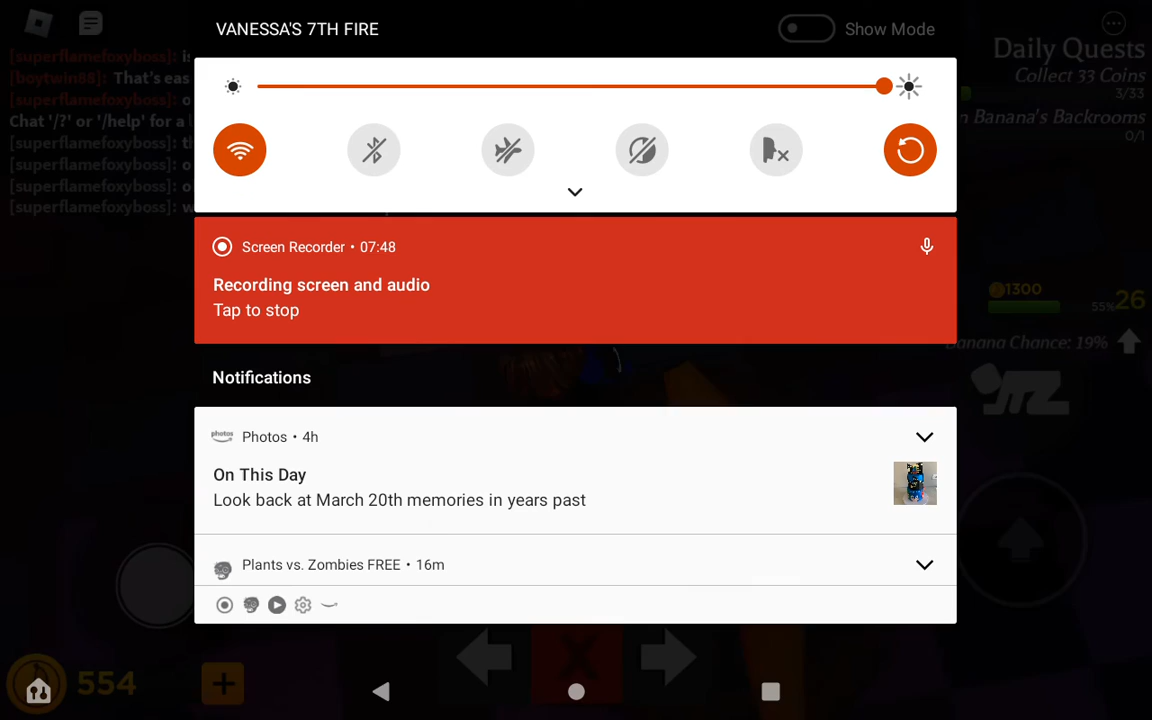 VANESSA'S 7TH FIRE
Show Mode
[superflamefoxyboss]: is
[boytwin88]: That's eas
[superflamefoxyboss]: o
Chat '/?' or '/help' for a
[superflamefoxyboss]: t
[superflamefoxyboss]: o
[superflamefoxyboss]: o
[superflamefoxyboss]: w
Daily Quests
Collect 33 Coins
3/33
n Banana's Backrooms
0/1
Screen Recorder • 07:48
Recording screen and audio
Tap to stop
1300
55% 26
Banana Chance: 19%
Notifications
photos
Photos • 4h
On This Day
Look back at March 20th memories in years past
Plants vs. Zombies FREE • 16m
554